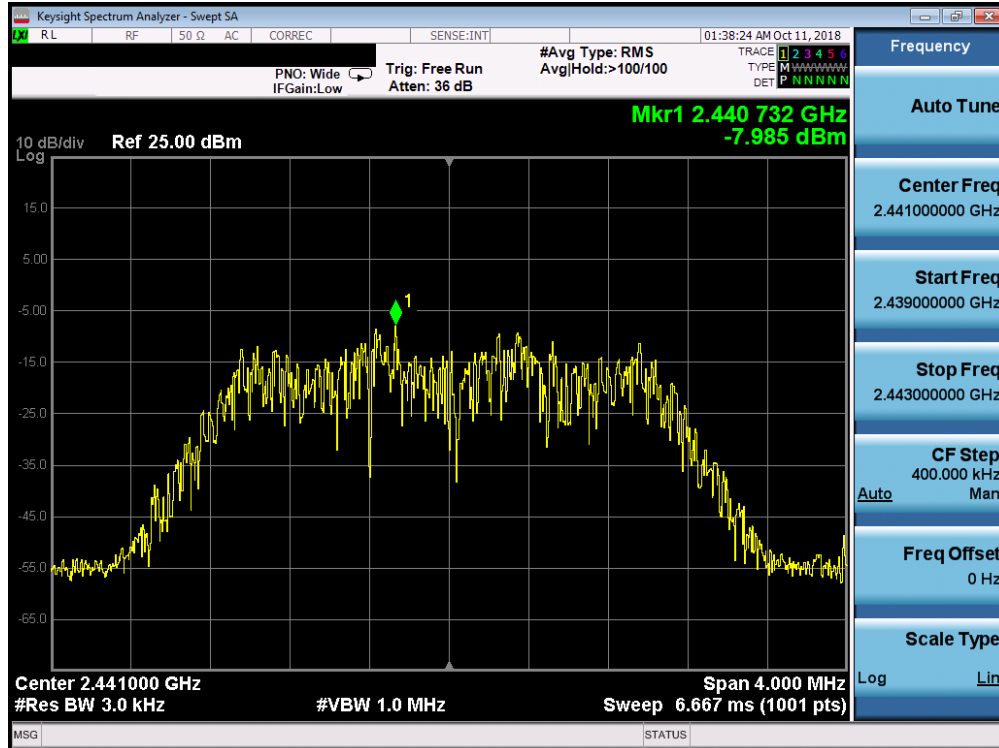 Keysight Spectrum Analyzer - Swept SA
LXI RL RF 50 Ω AC CORREC SENSE:INT 01:38:24 AM Oct 11, 2018
PNO: Wide
IFGain:Low
Trig: Free Run
Atten: 36 dB
#Avg Type: RMS
Avg|Hold:>100/100
TRACE 1 2 3 4 5 6
TYPE M WWWWW
DET P N N N N N
Mkr1 2.440 732 GHz
-7.985 dBm
10 dB/div Ref 25.00 dBm
Log
15.0
5.00
-5.00
-15.0
-25.0
-35.0
-45.0
-55.0
-65.0
1
Center 2.441000 GHz
Span 4.000 MHz
#Res BW 3.0 kHz
#VBW 1.0 MHz
Sweep 6.667 ms (1001 pts)
MSG
STATUS
Frequency
Auto Tune
Center Freq
2.441000000 GHz
Start Freq
2.439000000 GHz
Stop Freq
2.443000000 GHz
CF Step
400.000 kHz
Auto Man
Freq Offset
0 Hz
Scale Type
Log Lin